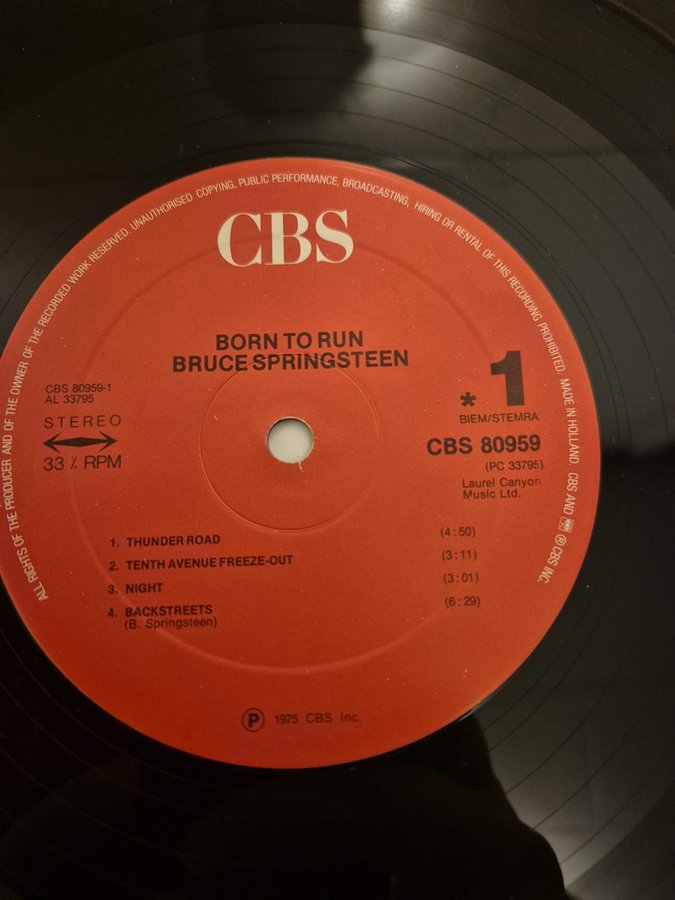 ALL RIGHTS OF THE PRODUCER AND OF THE OWNER OF THE RECORDED WORK RESERVED. UNAUTHORISED COPYING, PUBLIC PERFORMANCE, BROADCASTING, HIRING OR RENTAL OF THIS RECORDING PROHIBITED. MADE IN HOLLAND. CBS AND ℗ CBS INC.
CBS
BORN TO RUN
BRUCE SPRINGSTEEN
CBS 80959-1
AL 33795
STEREO
33 ⅓ RPM
* 1
BIEM/STEMRA
CBS 80959
(PC 33795)
Laurel Canyon
Music Ltd.
1. THUNDER ROAD (4:50)
2. TENTH AVENUE FREEZE-OUT (3:11)
3. NIGHT (3:01)
4. BACKSTREETS (6:29)
(B. Springsteen)
℗ 1975 CBS Inc.